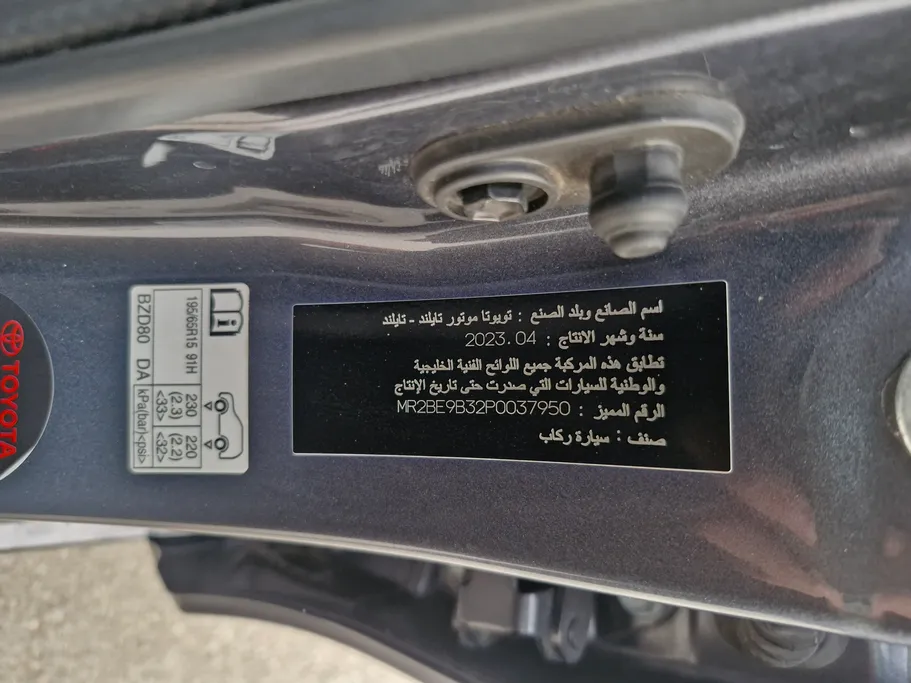 اسم الصانع وبلد الصنع : تويوتا موتور تايلند - تايلند
سنة وشهر الانتاج : 2023.04
تطابق هذه المركبة جميع اللوائح الفنية الخليجية
والوطنية للسيارات التي صدرت حتى تاريخ الإنتاج
الرقم المميز : MR2BE9B32P0037950
صنف : سيارة ركاب
195/65R15 91H
230 (2.3) <33>
220 (2.2) <32>
kPa(bar)<psi>
BZD80 DA
TOYOTA